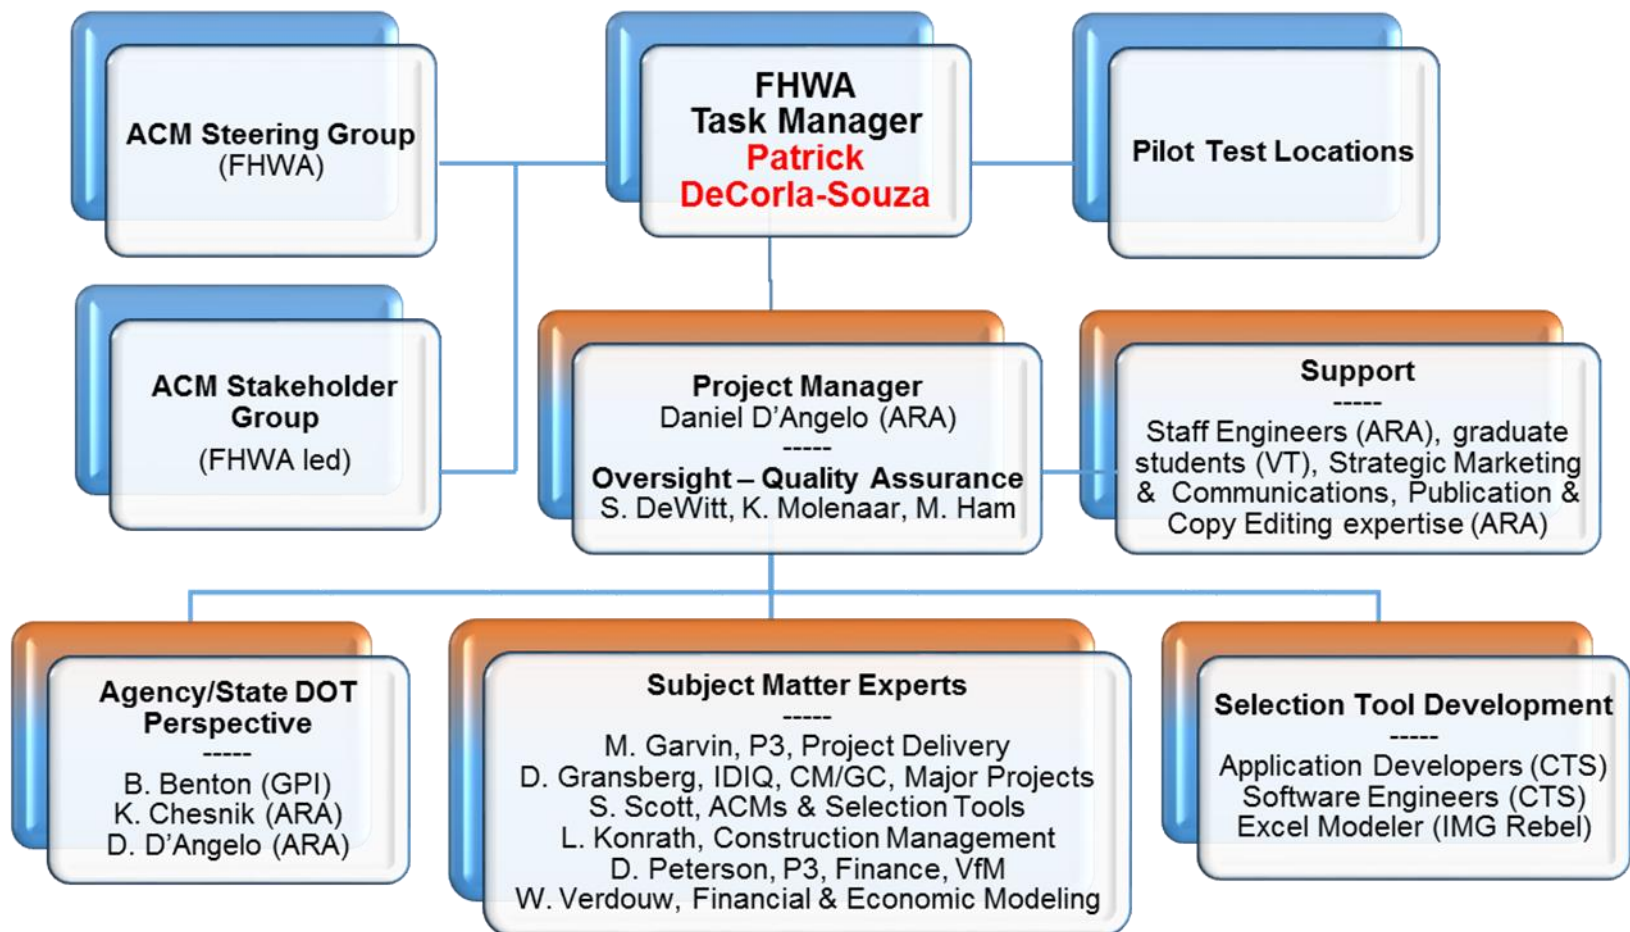 ACM Steering Group
(FHWA)
FHWA
Task Manager
Patrick
DeCorla-Souza
Pilot Test Locations
ACM Stakeholder
Group
(FHWA led)
Project Manager
Daniel D’Angelo (ARA)
-----
Oversight – Quality Assurance
S. DeWitt, K. Molenaar, M. Ham
Support
-----
Staff Engineers (ARA), graduate
students (VT), Strategic Marketing
& Communications, Publication &
Copy Editing expertise (ARA)
Agency/State DOT
Perspective
-----
B. Benton (GPI)
K. Chesnik (ARA)
D. D’Angelo (ARA)
Subject Matter Experts
-----
M. Garvin, P3, Project Delivery
D. Gransberg, IDIQ, CM/GC, Major Projects
S. Scott, ACMs & Selection Tools
L. Konrath, Construction Management
D. Peterson, P3, Finance, VfM
W. Verdouw, Financial & Economic Modeling
Selection Tool Development
-----
Application Developers (CTS)
Software Engineers (CTS)
Excel Modeler (IMG Rebel)